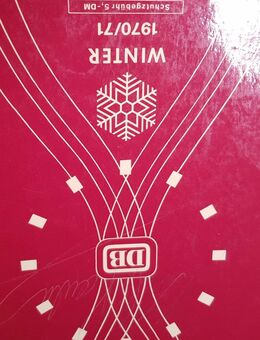 DB
WINTER
1970/71
Schutzgebühr 5,-DM